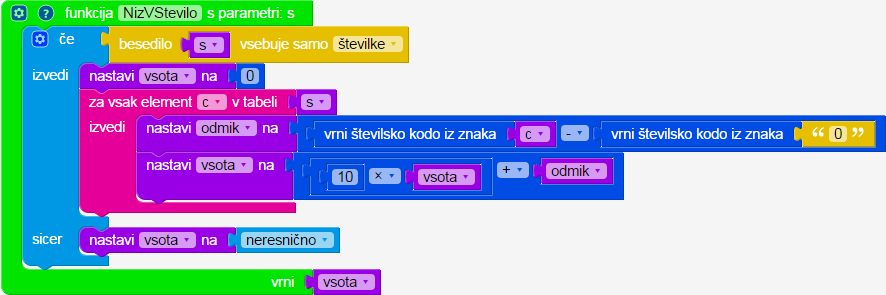 ? funkcija NizVStevilo s parametri: s
če besedilo s vsebuje samo številke
izvedi nastavi vsota na 0
za vsak element c v tabeli s
izvedi nastavi odmik na vrni številsko kodo iz znaka c - vrni številsko kodo iz znaka “ 0 ”
nastavi vsota na 10 × vsota + odmik
sicer nastavi vsota na neresnično
vrni vsota